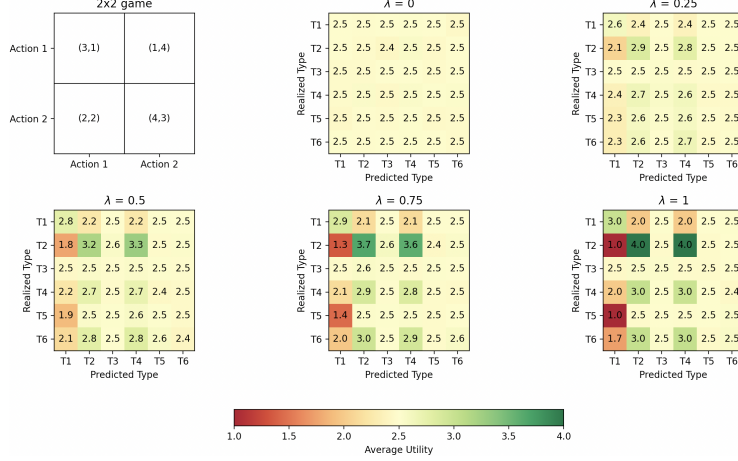 2x2 game
Action 1
(3,1) (1,4)
Action 2
(2,2) (4,3)
Action 1 Action 2
λ = 0
Realized Type
T1 2.5 2.5 2.5 2.5 2.5 2.5
T2 2.5 2.5 2.4 2.5 2.5 2.5
T3 2.5 2.5 2.5 2.5 2.5 2.5
T4 2.5 2.5 2.5 2.5 2.5 2.5
T5 2.5 2.5 2.5 2.5 2.5 2.5
T6 2.5 2.5 2.5 2.5 2.5 2.5
T1 T2 T3 T4 T5 T6
Predicted Type
λ = 0.25
Realized Type
T1 2.6 2.4 2.5 2.4 2.5 2.5
T2 2.1 2.9 2.5 2.8 2.5 2.5
T3 2.5 2.5 2.5 2.5 2.5 2.5
T4 2.4 2.7 2.5 2.6 2.5 2.5
T5 2.3 2.6 2.5 2.6 2.5 2.5
T6 2.3 2.6 2.5 2.7 2.5 2.5
T1 T2 T3 T4 T5 T6
Predicted Type
λ = 0.5
Realized Type
T1 2.8 2.2 2.5 2.2 2.5 2.5
T2 1.8 3.2 2.6 3.3 2.5 2.5
T3 2.5 2.5 2.5 2.5 2.5 2.5
T4 2.2 2.7 2.5 2.7 2.4 2.5
T5 1.9 2.5 2.5 2.6 2.5 2.5
T6 2.1 2.8 2.5 2.8 2.6 2.4
T1 T2 T3 T4 T5 T6
Predicted Type
λ = 0.75
Realized Type
T1 2.9 2.1 2.5 2.1 2.5 2.5
T2 1.3 3.7 2.6 3.6 2.4 2.5
T3 2.5 2.6 2.5 2.5 2.5 2.5
T4 2.1 2.9 2.5 2.8 2.5 2.5
T5 1.4 2.5 2.5 2.5 2.5 2.5
T6 2.0 3.0 2.5 2.9 2.5 2.6
T1 T2 T3 T4 T5 T6
Predicted Type
λ = 1
Realized Type
T1 3.0 2.0 2.5 2.0 2.5 2.5
T2 1.0 4.0 2.5 4.0 2.5 2.5
T3 2.5 2.5 2.5 2.5 2.5 2.5
T4 2.0 3.0 2.5 3.0 2.5 2.4
T5 1.0 2.5 2.5 2.5 2.5 2.5
T6 1.7 3.0 2.5 3.0 2.5 2.5
T1 T2 T3 T4 T5 T6
Predicted Type
1.0 1.5 2.0 2.5 3.0 3.5 4.0
Average Utility